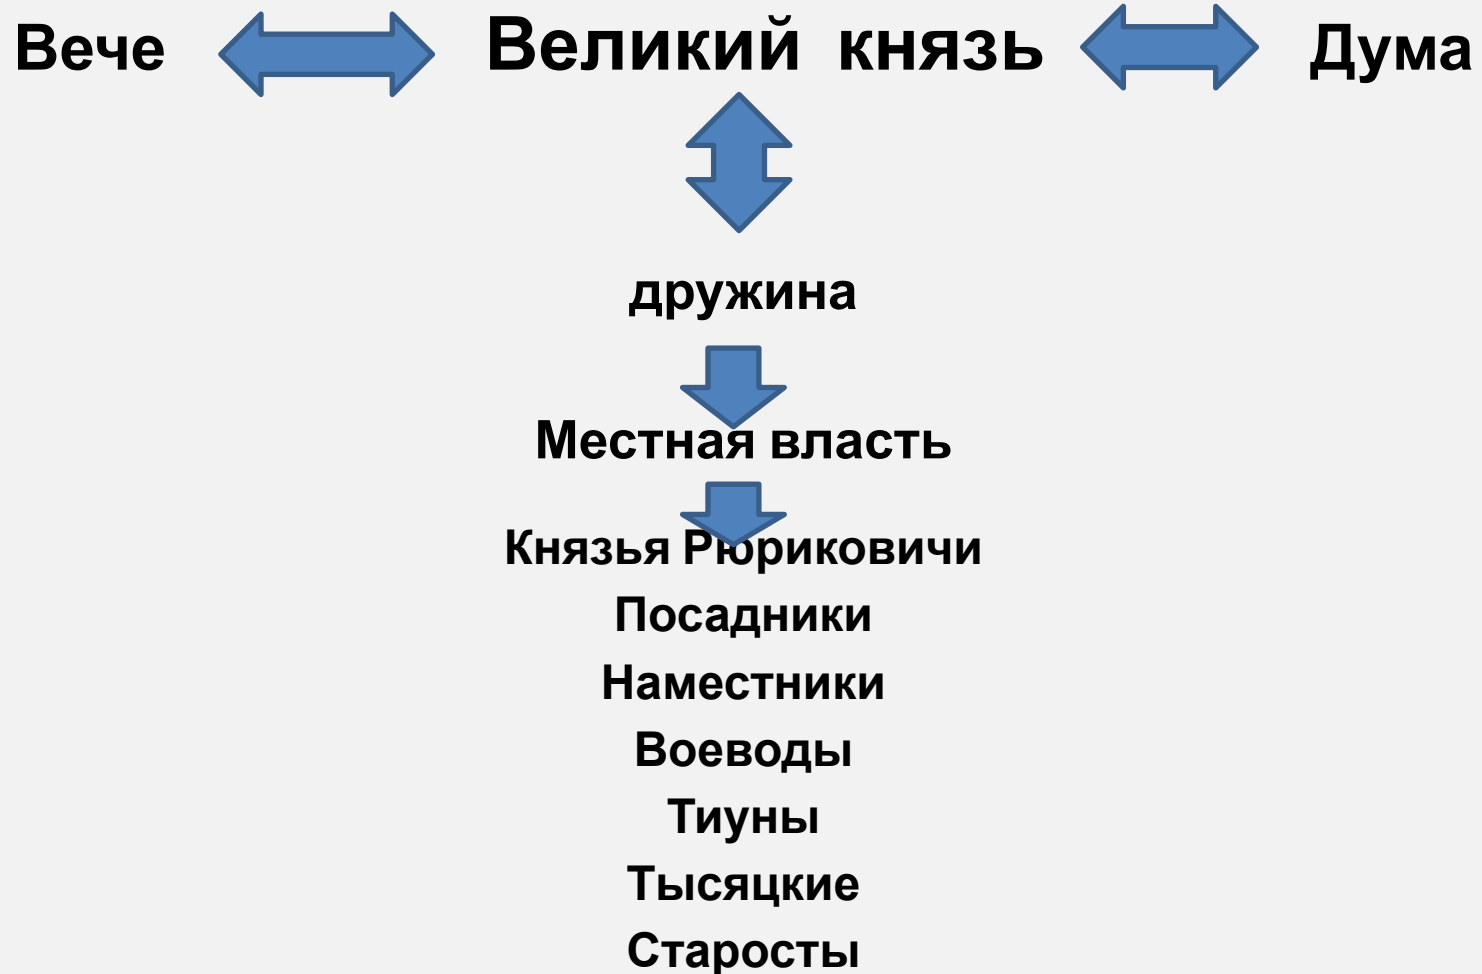 Вече Великий князь Дума
дружина
Местная власть
Князья Рюриковичи
Посадники
Наместники
Воеводы
Тиуны
Тысяцкие
Старосты